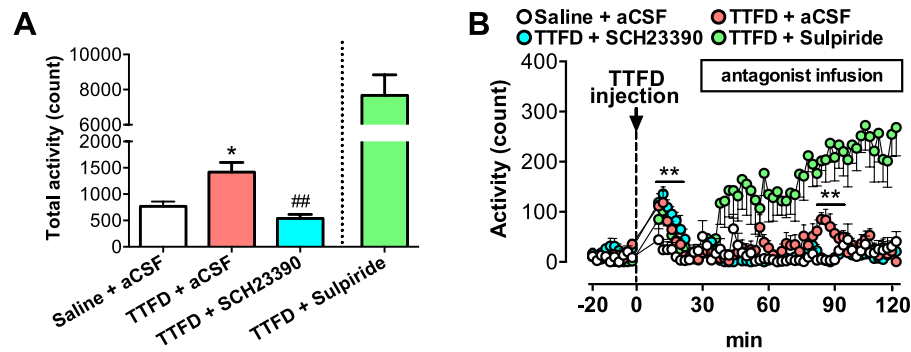 A
Total activity (count)
10000
8000
6000
2000
1500
1000
500
0
*
##
Saline + aCSF
TTFD + aCSF
TTFD + SCH23390
TTFD + Sulpiride
B
Saline + aCSF TTFD + aCSF
TTFD + SCH23390 TTFD + Sulpiride
Activity (count)
400
300
200
100
0
TTFD
injection
antagonist infusion
**
**
-20 0 30 60 90 120
min